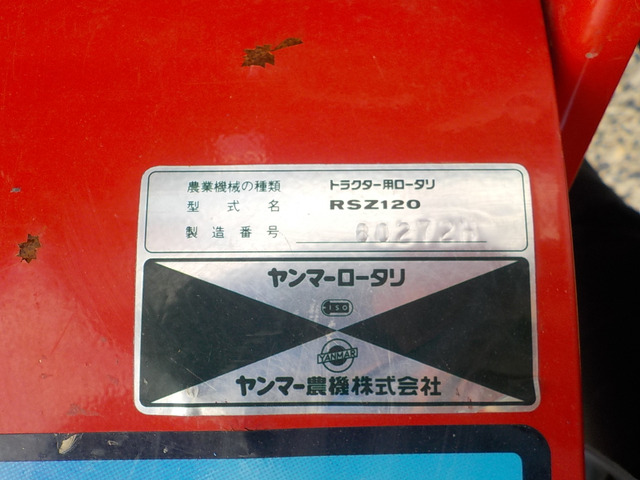 農業機械の種類 トラクター用ロータリ
型式名 RSZ120
製造番号 60272H
ヤンマーロータリ
ISO
YANMAR
ヤンマー農機株式会社